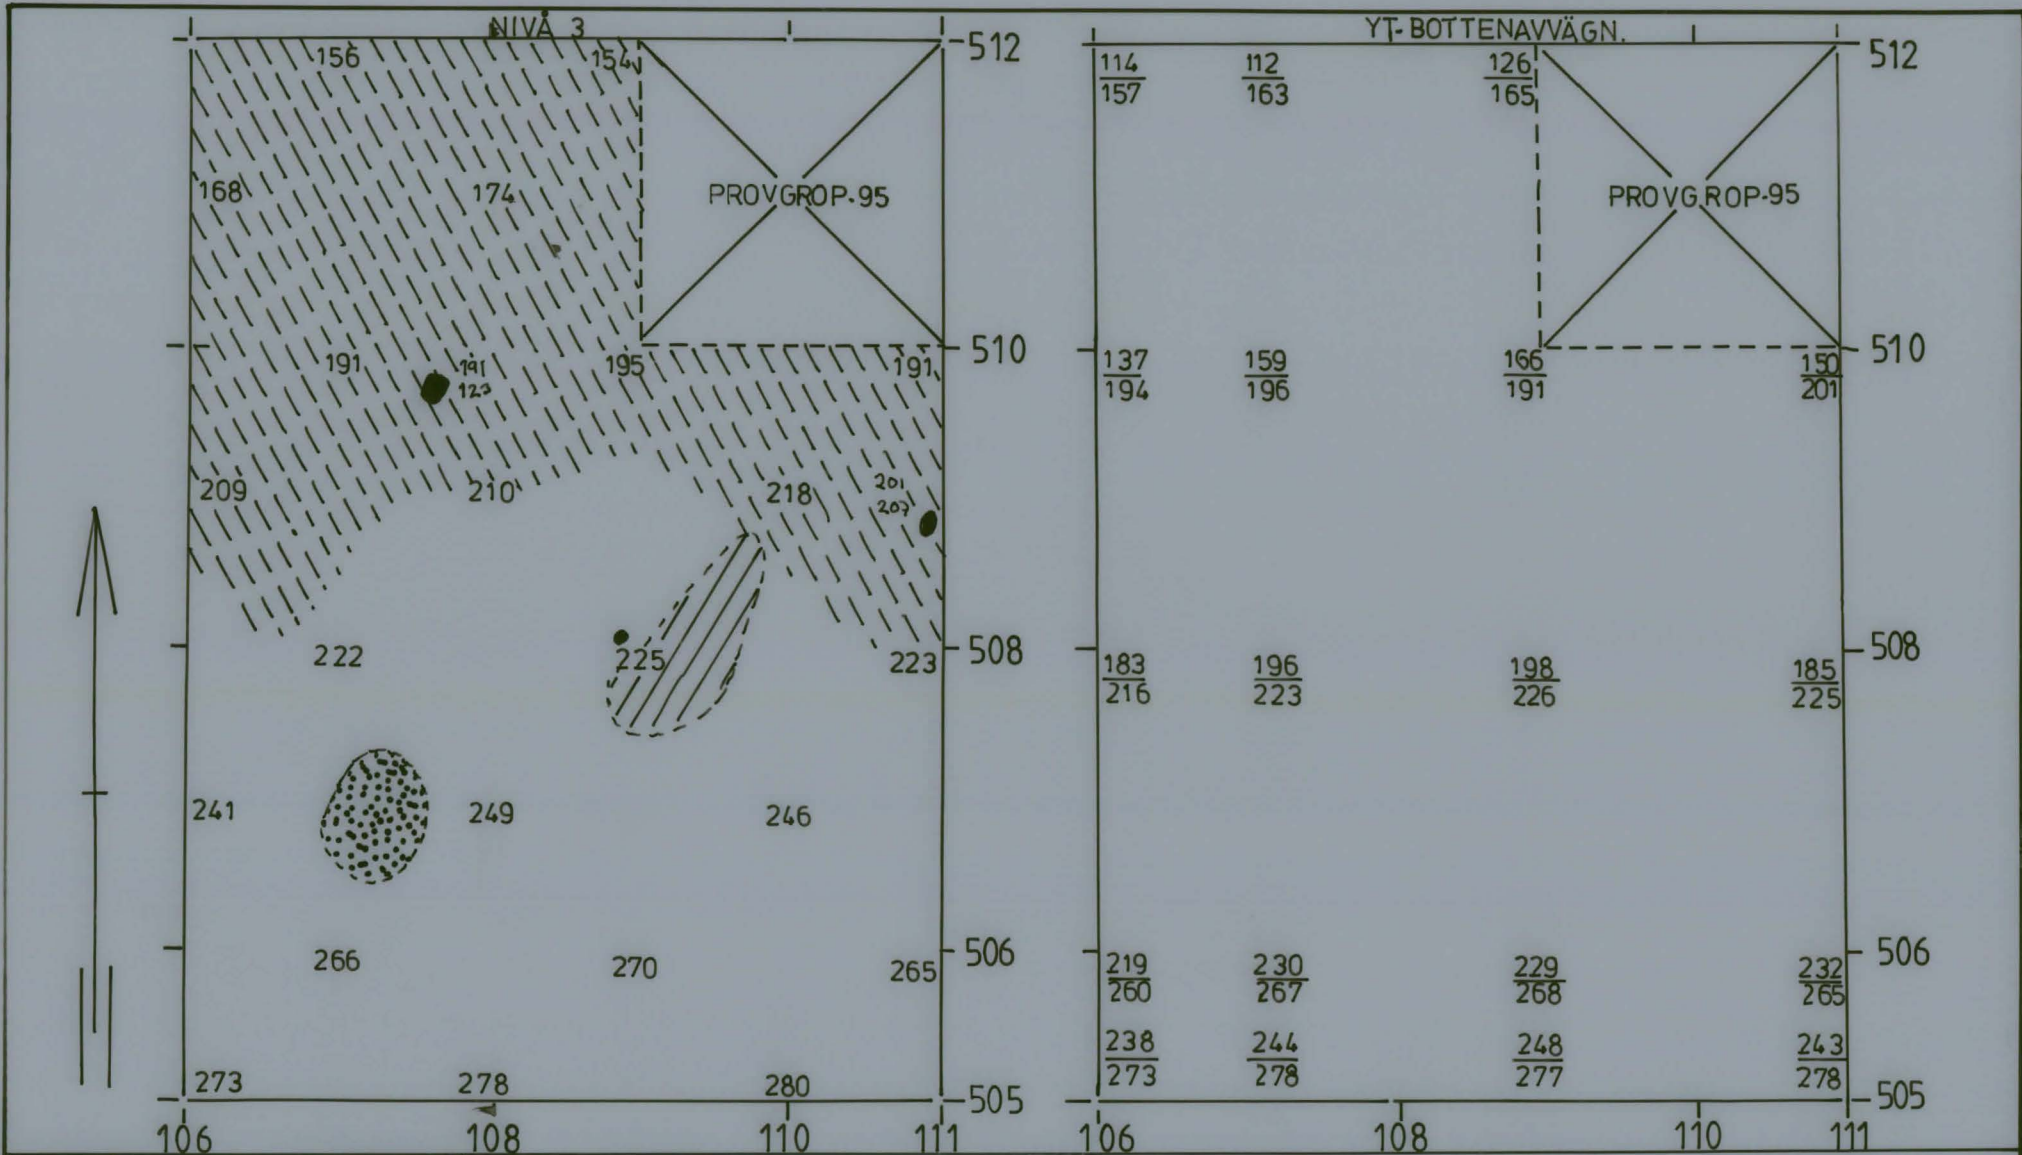 NIVÅ 3
156 154 512
168 174 PROVGROP-95
191 191 195 191 510
123
209 210 218 201
207
222 225 223 508
241 249 246
266 270 265 506
273 278 280 505
106 108 110 111
YT-BOTTENAVVÄGN.
114 112 126 512
157 163 165
PROVGROP-95
137 159 166 150 510
194 196 191 201
183 196 198 185 508
216 223 226 225
219 230 229 232 506
260 267 268 265
238 244 248 243
273 278 277 278 505
106 108 110 111